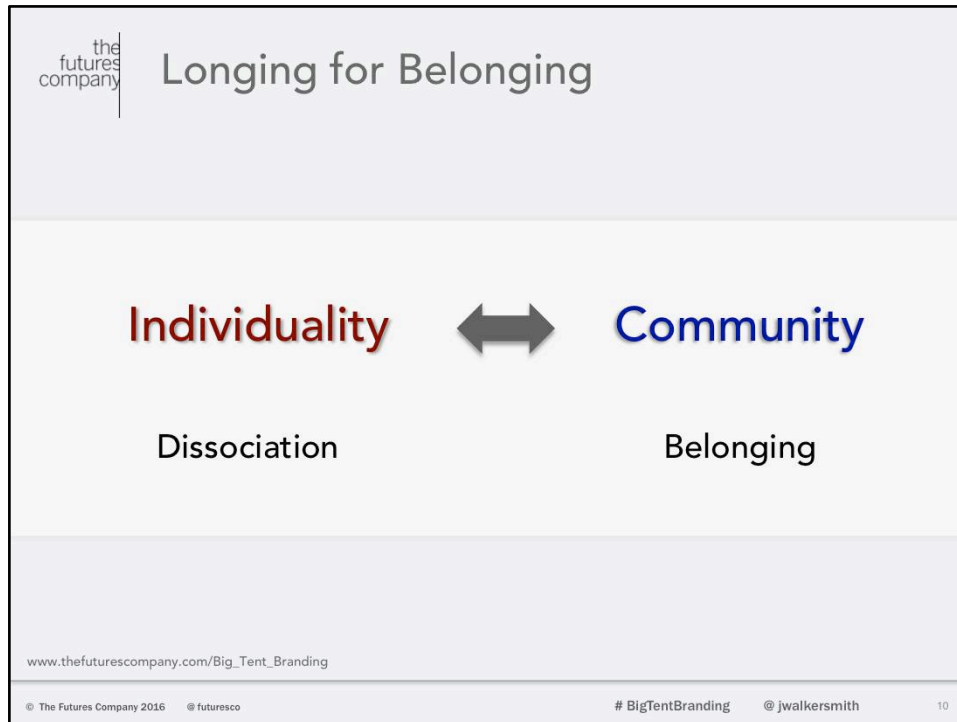 the
futures
company
Longing for Belonging
Individuality
Community
Dissociation
Belonging
www.thefuturescompany.com/Big_Tent_Branding
© The Futures Company 2016 @ futuresco # BigTentBranding @ jwalkersmith 10